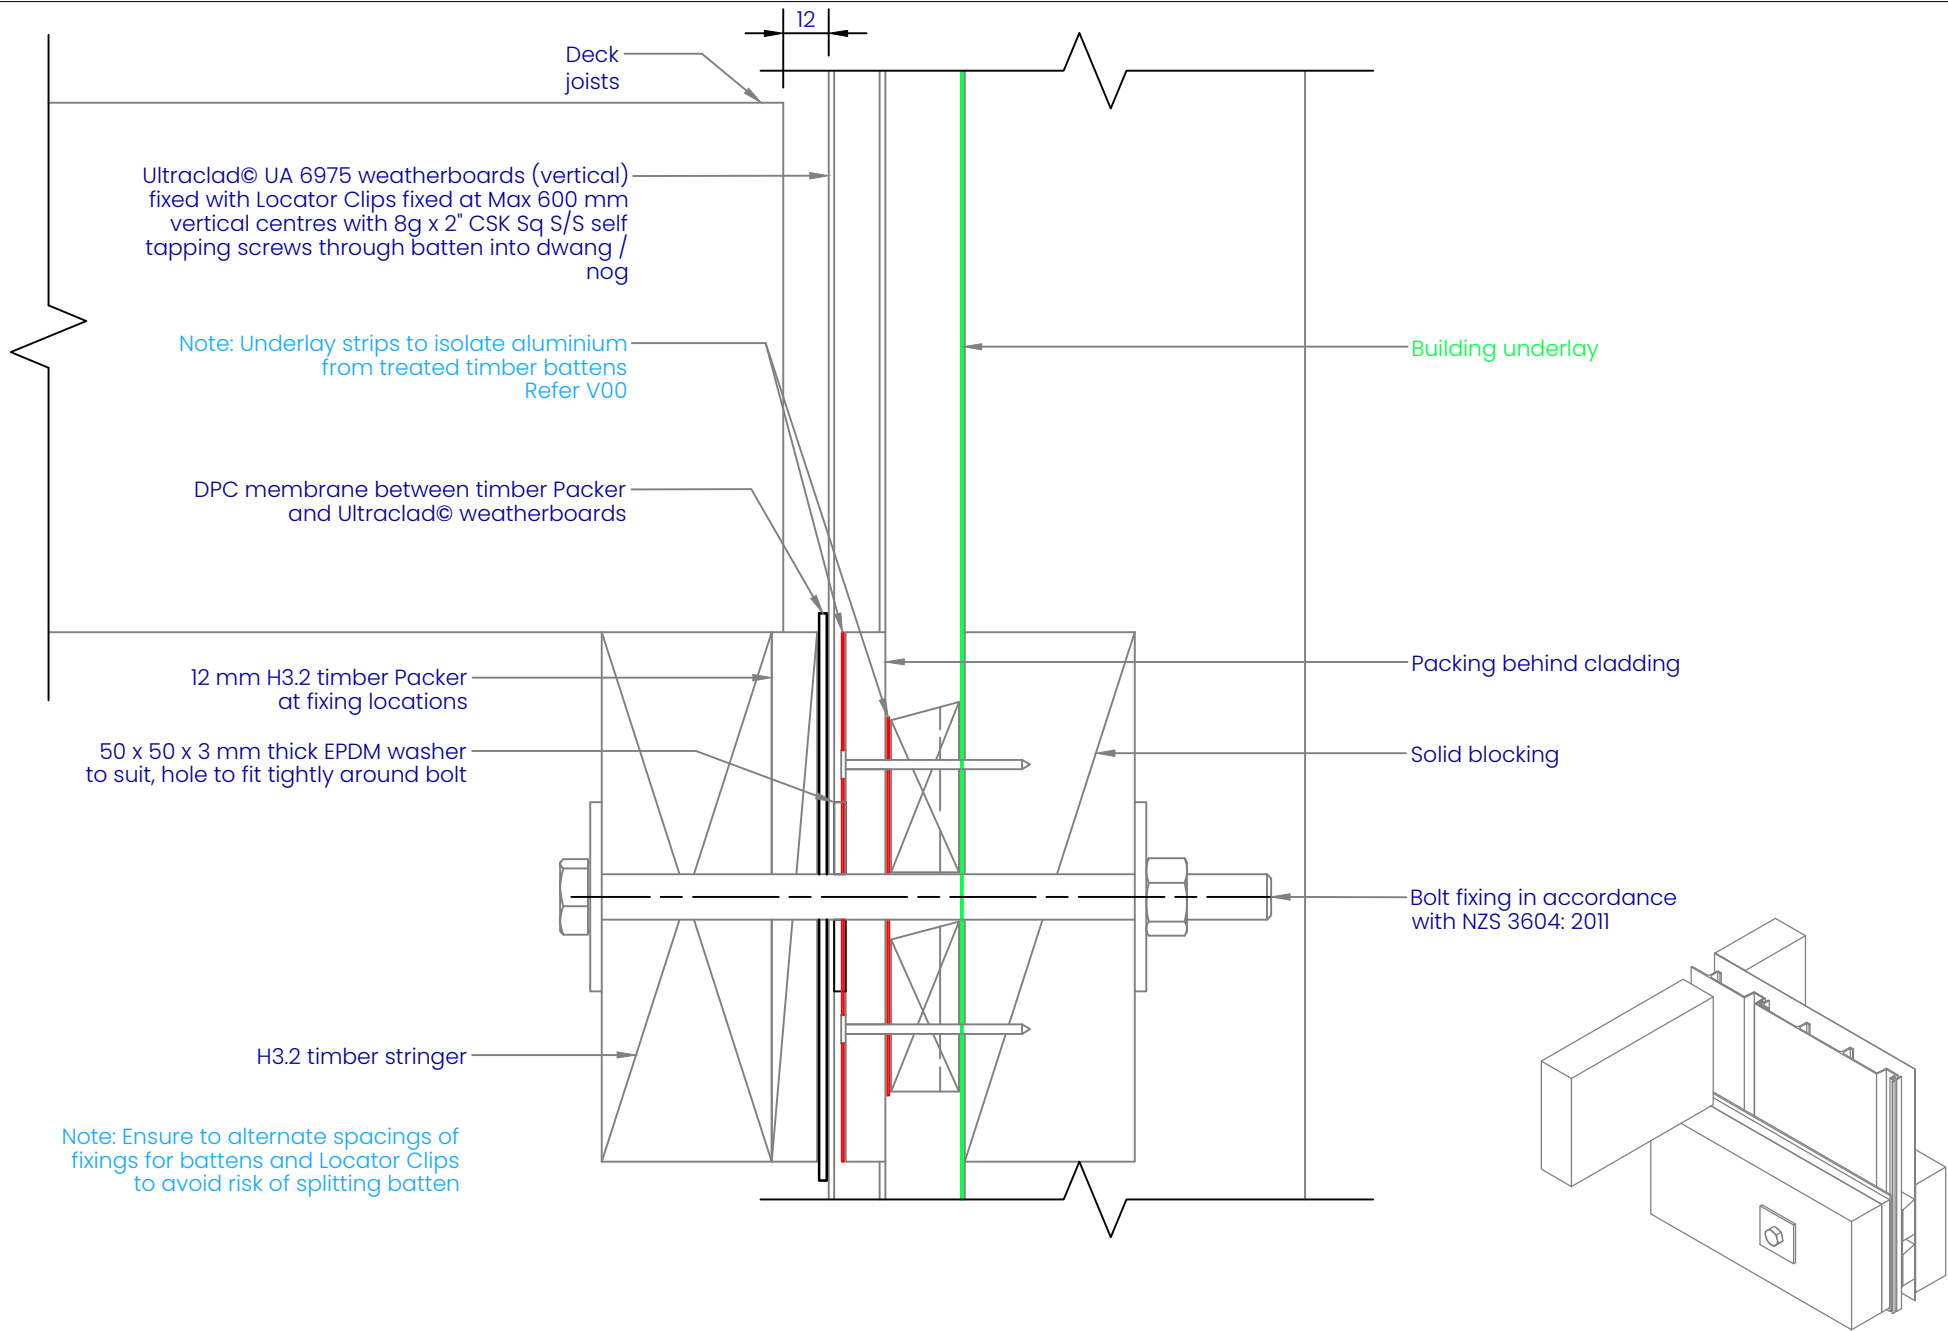 12
Deck
joists
Ultraclad© UA 6975 weatherboards (vertical)
fixed with Locator Clips fixed at Max 600 mm
vertical centres with 8g x 2" CSK Sq S/S self
tapping screws through batten into dwang /
nog
Note: Underlay strips to isolate aluminium
from treated timber battens
Refer V00
Building underlay
DPC membrane between timber Packer
and Ultraclad© weatherboards
12 mm H3.2 timber Packer
at fixing locations
Packing behind cladding
50 x 50 x 3 mm thick EPDM washer
to suit, hole to fit tightly around bolt
Solid blocking
Bolt fixing in accordance
with NZS 3604: 2011
H3.2 timber stringer
Note: Ensure to alternate spacings of
fixings for battens and Locator Clips
to avoid risk of splitting batten